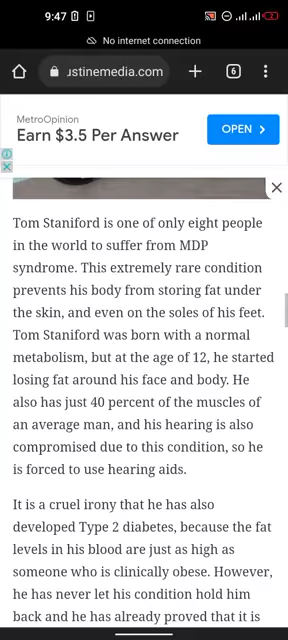 9:47
2
No internet connection
ustinemedia.com
6
MetroOpinion
Earn $3.5 Per Answer
OPEN
Tom Staniford is one of only eight people
in the world to suffer from MDP
syndrome. This extremely rare condition
prevents his body from storing fat under
the skin, and even on the soles of his feet.
Tom Staniford was born with a normal
metabolism, but at the age of 12, he started
losing fat around his face and body. He
also has just 40 percent of the muscles of
an average man, and his hearing is also
compromised due to this condition, so he
is forced to use hearing aids.
It is a cruel irony that he has also
developed Type 2 diabetes, because the fat
levels in his blood are just as high as
someone who is clinically obese. However,
he has never let his condition hold him
back and he has already proved that it is